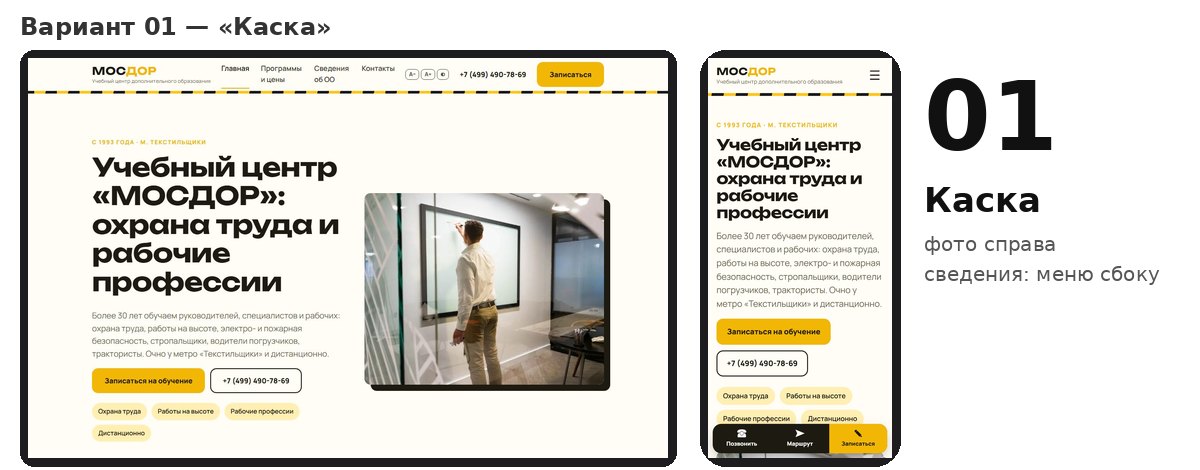 Вариант 01 — «Каска»
МОСДОР
Учебный центр дополнительного образования
Главная
Программы
и цены
Сведения
об ОО
Контакты
A-
A+
+7 (499) 490-78-69
Записаться
С 1993 ГОДА · М. ТЕКСТИЛЬЩИКИ
Учебный центр
«МОСДОР»:
охрана труда и
рабочие
профессии
Более 30 лет обучаем руководителей, специалистов и рабочих:
охрана труда, работы на высоте, электро- и пожарная
безопасность, стропальщики, водители погрузчиков,
трактористы. Очно у метро «Текстильщики» и дистанционно.
Записаться на обучение
+7 (499) 490-78-69
Охрана труда
Работы на высоте
Рабочие профессии
Дистанционно
МОСДОР
Учебный центр дополнительного образования
С 1993 ГОДА · М. ТЕКСТИЛЬЩИКИ
Учебный центр
«МОСДОР»:
охрана труда и
рабочие
профессии
Более 30 лет обучаем руководителей,
специалистов и рабочих: охрана труда,
работы на высоте, электро- и пожарная
безопасность, стропальщики, водители
погрузчиков, трактористы. Очно у
метро «Текстильщики» и дистанционно.
Записаться на обучение
+7 (499) 490-78-69
Охрана труда
Работы на высоте
Рабочие профессии
Дистанционно
Позвонить
Маршрут
Записаться
01
Каска
фото справа
сведения: меню сбоку